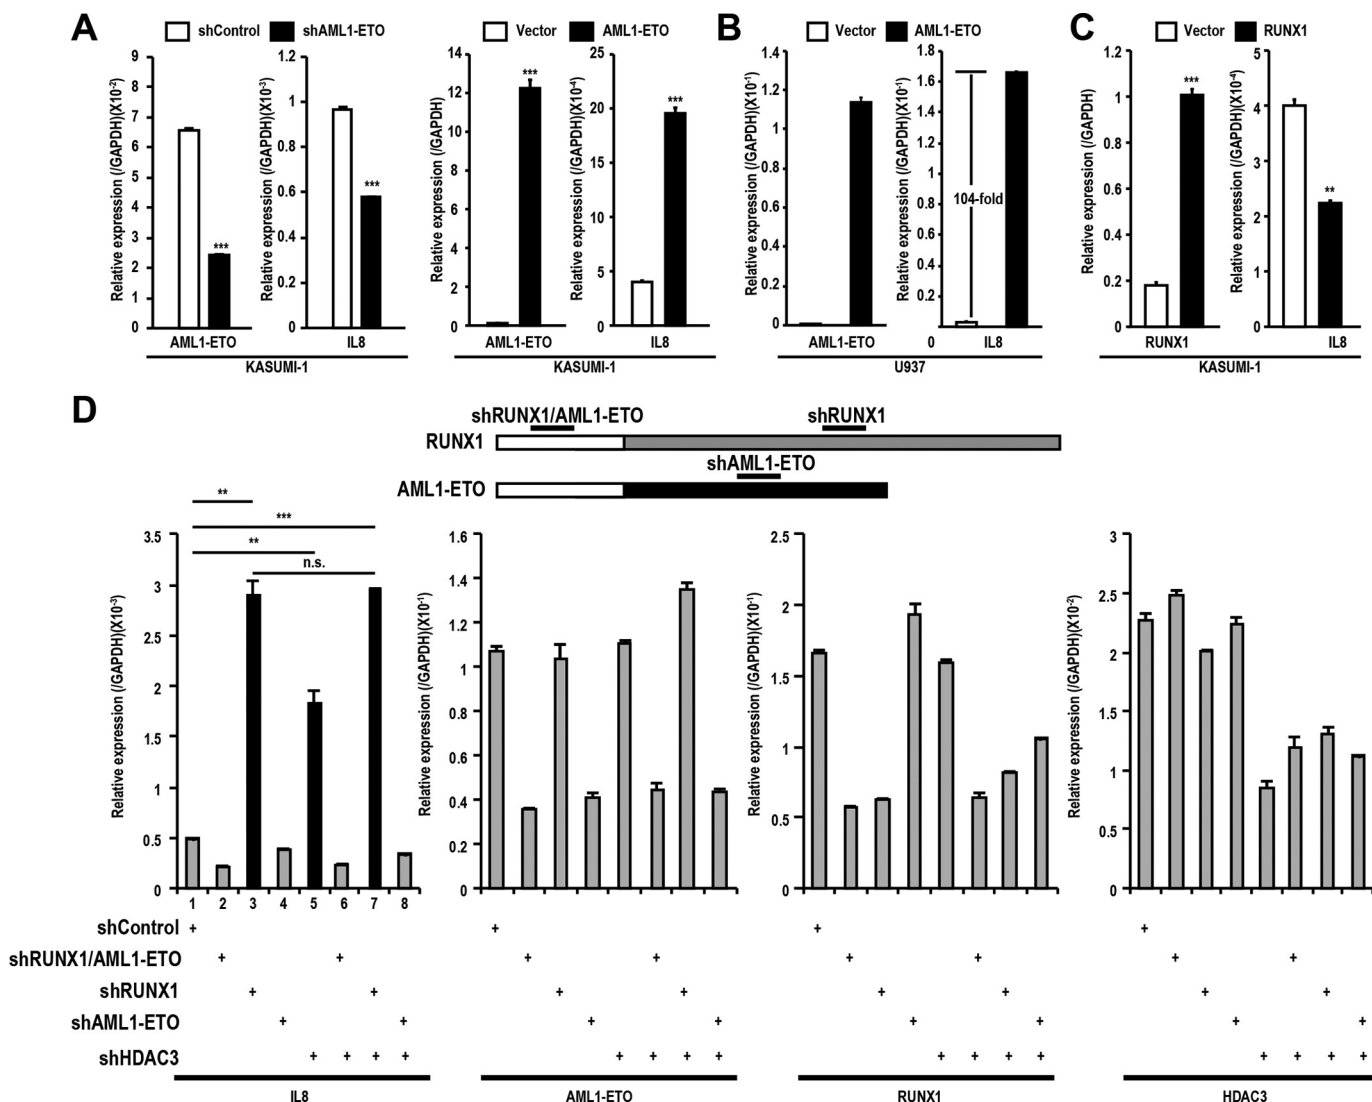 A
shControl shAML1-ETO
Vector AML1-ETO
B
Vector AML1-ETO
C
Vector RUNX1
Relative expression (/GAPDH)(X10-2)
9
8
7
6
5
4
3
2
1
0
***
AML1-ETO
Relative expression (/GAPDH)(X10-3)
1.2
1
0.8
0.6
0.4
0.2
0
***
IL8
KASUMI-1
Relative expression (/GAPDH)
14
12
10
8
6
4
2
0
***
AML1-ETO
Relative expression (/GAPDH)(X10-4)
25
20
15
10
5
0
***
IL8
KASUMI-1
Relative expression (/GAPDH)(X10-1)
1.4
1.2
1
0.8
0.6
0.4
0.2
0
AML1-ETO
Relative expression (/GAPDH)(X10-1)
1.8
1.6
1.4
1.2
1
0.8
0.6
0.4
0.2
0
104-fold
IL8
U937
Relative expression (/GAPDH)
1.2
1
0.8
0.6
0.4
0.2
0
***
RUNX1
Relative expression (/GAPDH)(X10-4)
5
4
3
2
1
0
**
IL8
KASUMI-1
D
shRUNX1/AML1-ETO
shRUNX1
RUNX1
shAML1-ETO
AML1-ETO
**
***
**
n.s.
Relative expression (/GAPDH)(X10-3)
3.5
3
2.5
2
1.5
1
0.5
0
1 2 3 4 5 6 7 8
Relative expression (/GAPDH)(X10-1)
1.6
1.4
1.2
1
0.8
0.6
0.4
0.2
0
Relative expression (/GAPDH)(X10-1)
2.5
2
1.5
1
0.5
0
Relative expression (/GAPDH)(X10-2)
3
2.5
2
1.5
1
0.5
0
shControl + + + +
shRUNX1/AML1-ETO + + + + + + + +
shRUNX1 + + + + + + + +
shAML1-ETO + + + + + + + +
shHDAC3 + + + + + + + + + + + + + + + +
IL8 AML1-ETO RUNX1 HDAC3